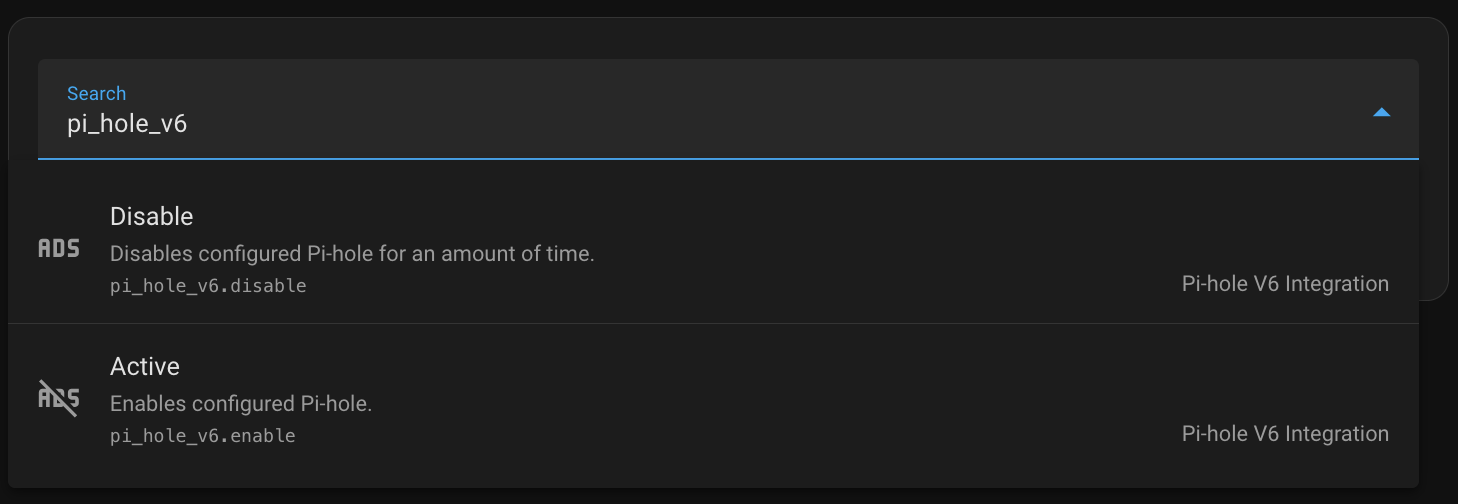 Search
pi_hole_v6
Disable
ADS
Disables configured Pi-hole for an amount of time.
pi_hole_v6.disable
Pi-hole V6 Integration
Active
ADS
Enables configured Pi-hole.
pi_hole_v6.enable
Pi-hole V6 Integration